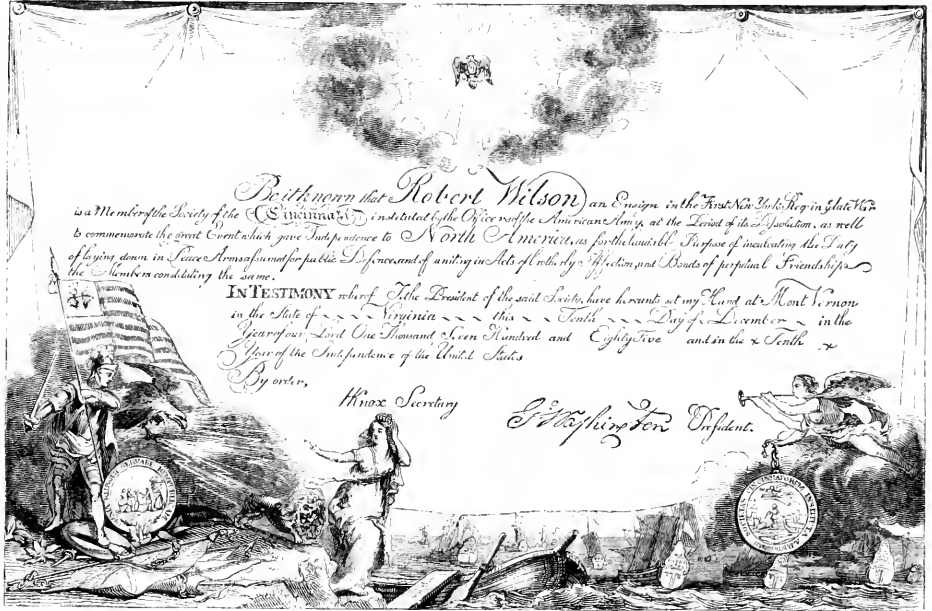 Be it known that Robert Wilson an Ensign in the First New York Reg. in y late War
is a Member of the Society of the Cincinnati, instituted by the Officers of the American Army, at the Period of its Dissolution, as well
to commemorate the great Event which gave Independence to North America, as for the laudable Purpose of inculcating the Duty
of laying down in Peace Arms assumed for public Defence, and of uniting in Acts of brotherly Affection, and Bonds of perpetual Friendship
the Members constituting the same.
IN TESTIMONY wherof I the President of the said Society, have hereunto set my Hand at Mont Vernon
in the State of Virginia this Tenth Day of December in the
Year of our Lord One Thousand Seven Hundred and Eighty Five and in the Tenth
Year of the Independence of the United States
By order,
HKnox Secretary
G Washington President.